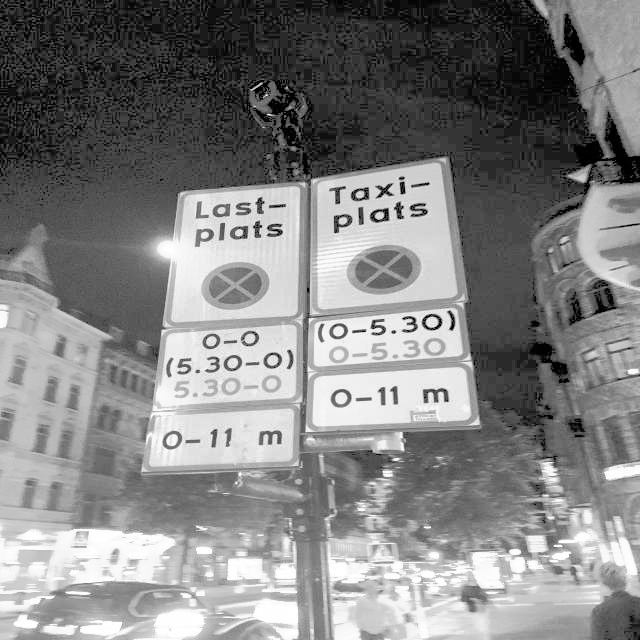 Last-
plats
0-0
(5.30-0)
5.30-0
0-11 m
Taxi-
plats
(0-5.30)
0-5.30
0-11 m